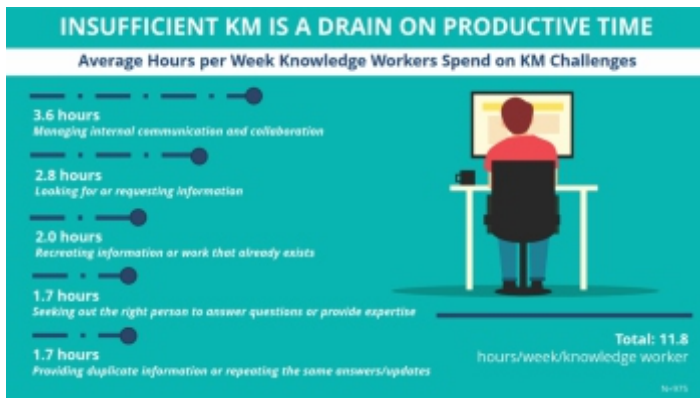 INSUFFICIENT KM IS A DRAIN ON PRODUCTIVE TIME
Average Hours per Week Knowledge Workers Spend on KM Challenges
3.6 hours
Managing internal communication and collaboration
2.8 hours
Looking for or requesting information
2.0 hours
Recreating information or work that already exists
1.7 hours
Seeking out the right person to answer questions or provide expertise
1.7 hours
Providing duplicate information or repeating the same answers/updates
Total: 11.8
hours/week/knowledge worker
N=975